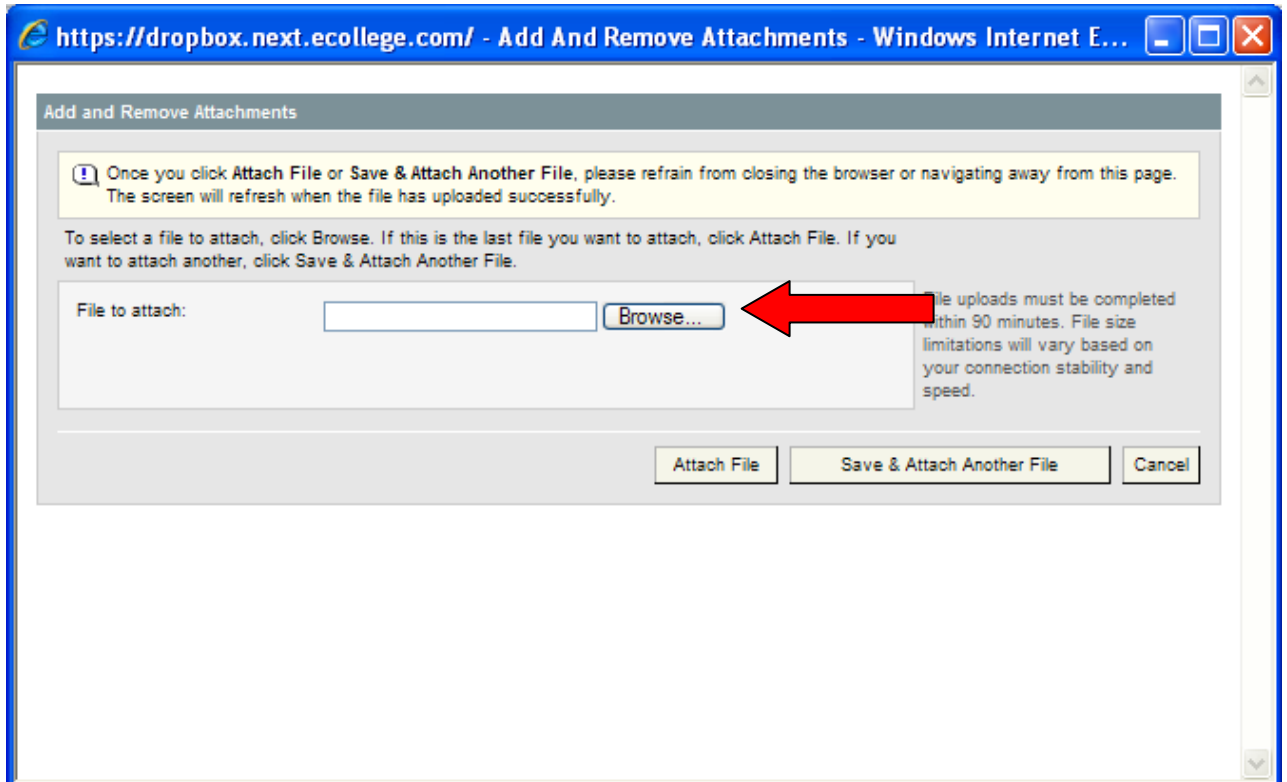 https://dropbox.next.ecollege.com/ - Add And Remove Attachments - Windows Internet E...
Add and Remove Attachments
Once you click Attach File or Save & Attach Another File, please refrain from closing the browser or navigating away from this page.
The screen will refresh when the file has uploaded successfully.
To select a file to attach, click Browse. If this is the last file you want to attach, click Attach File. If you
want to attach another, click Save & Attach Another File.
File to attach:
Browse...
File uploads must be completed
within 90 minutes. File size
limitations will vary based on
your connection stability and
speed.
Attach File
Save & Attach Another File
Cancel